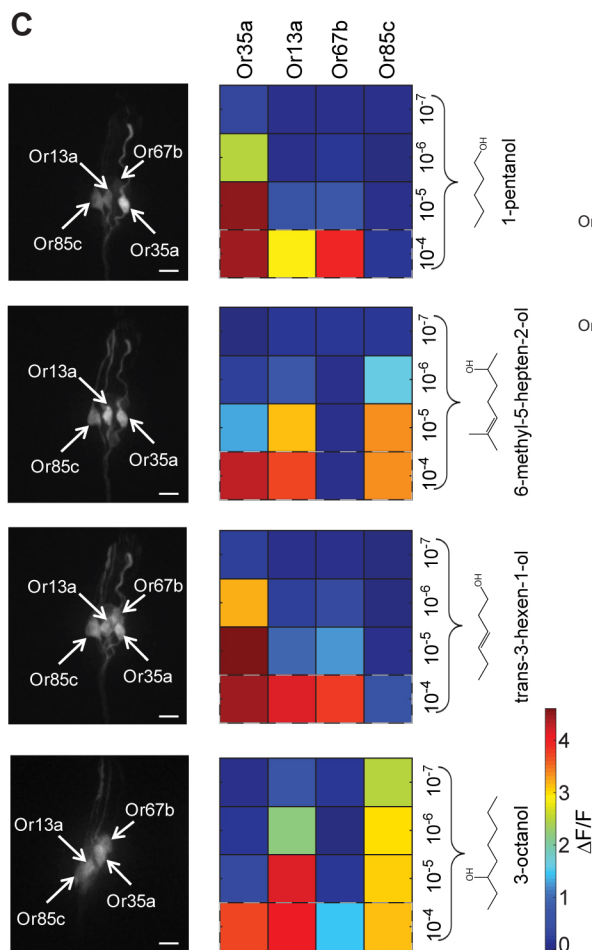 C
Or35a
Or13a
Or67b
Or85c
Or13a
Or67b
Or85c
Or35a
10-7
10-6
10-5
10-4
OH
1-pentanol
Or
Or13a
Or85c
Or35a
10-7
10-6
10-5
10-4
OH
6-methyl-5-hepten-2-ol
Or
Or13a
Or67b
Or85c
Or35a
10-7
10-6
10-5
10-4
OH
trans-3-hexen-1-ol
Or13a
Or67b
Or85c
Or35a
10-7
10-6
10-5
10-4
HO
3-octanol
4
3
2
1
0
ΔF/F